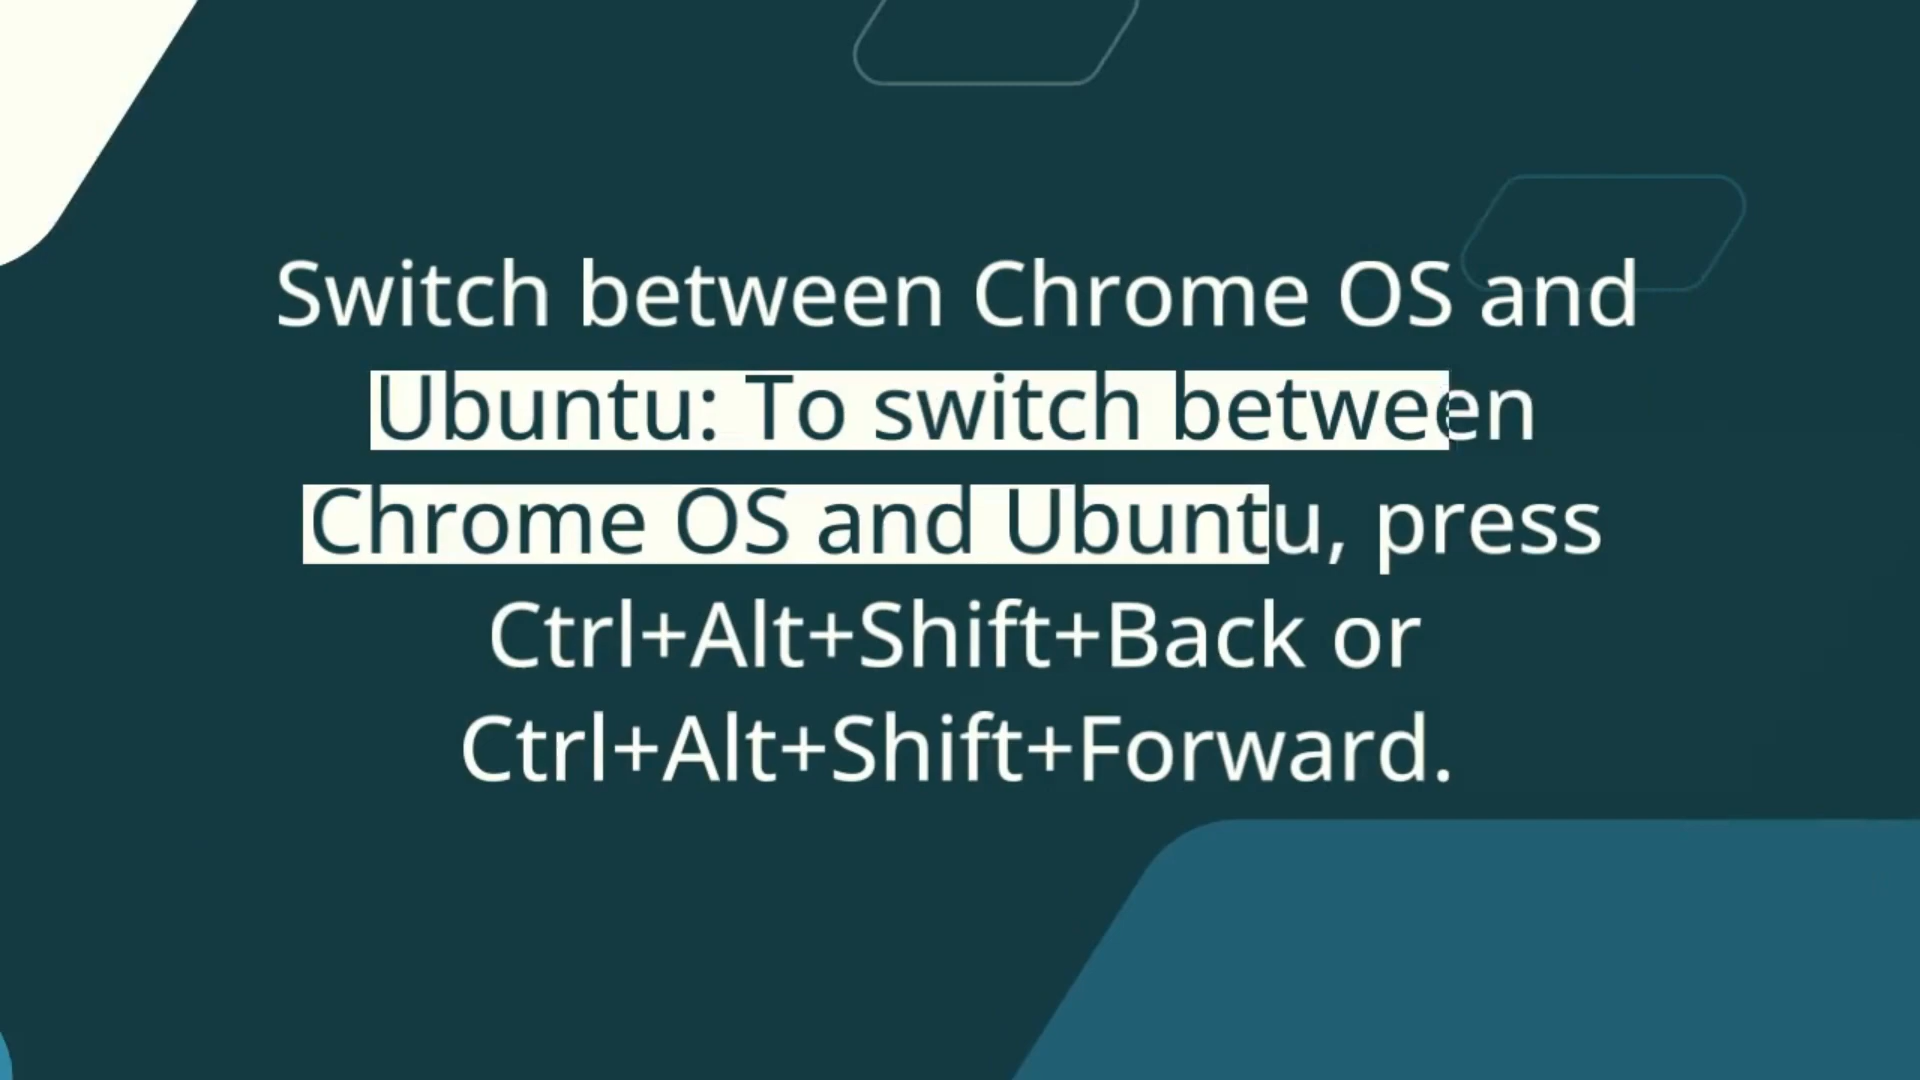 Switch between Chrome OS and
Ubuntu: To switch between
Chrome OS and Ubuntu, press
Ctrl+Alt+Shift+Back or
Ctrl+Alt+Shift+Forward.